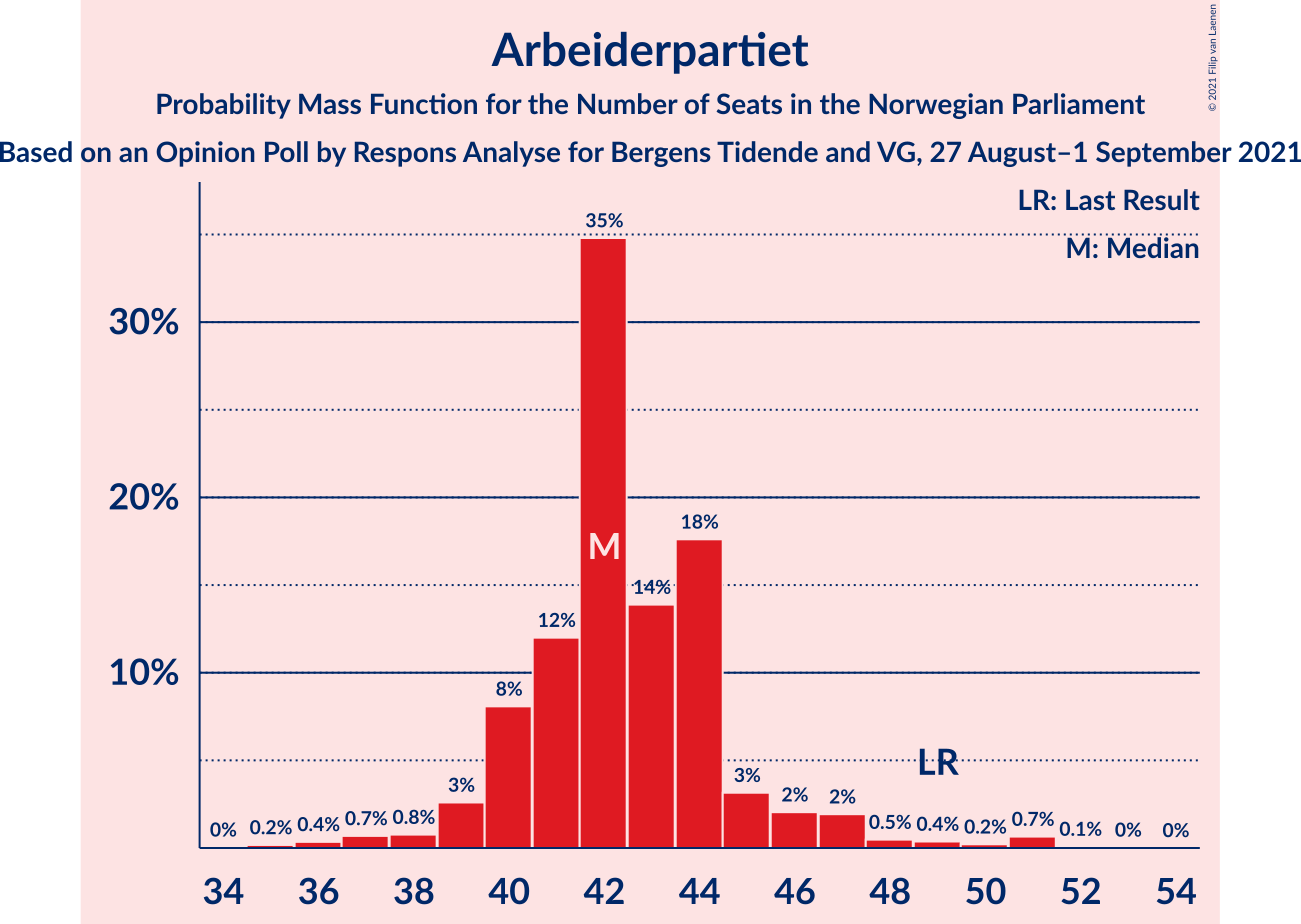 Arbeiderpartiet
Probability Mass Function for the Number of Seats in the Norwegian Parliament
Based on an Opinion Poll by Respons Analyse for Bergens Tidende and VG, 27 August–1 September 2021
© 2021 Filip van Laenen
LR: Last Result
M: Median
30%
20%
10%
0%
0.2%
0.4%
0.7%
0.8%
3%
8%
12%
35%
M
14%
18%
3%
2%
2%
0.5%
LR
0.4%
0.2%
0.7%
0.1%
0%
0%
34 36 38 40 42 44 46 48 50 52 54